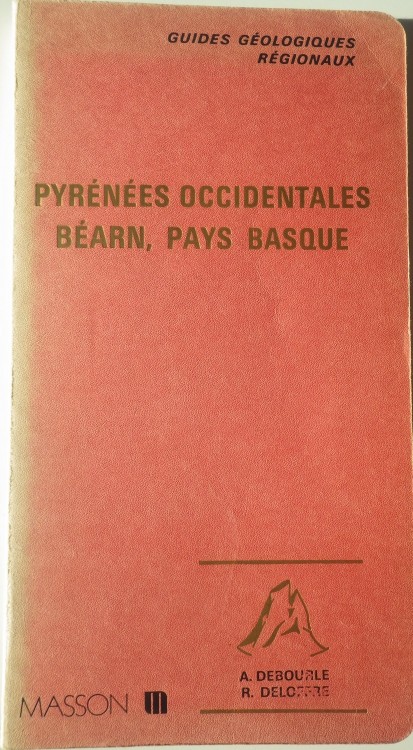 GUIDES GÉOLOGIQUES
RÉGIONAUX
PYRÉNÉES OCCIDENTALES
BÉARN, PAYS BASQUE
A. DEBOURLE
R. DELOFFRE
MASSON m